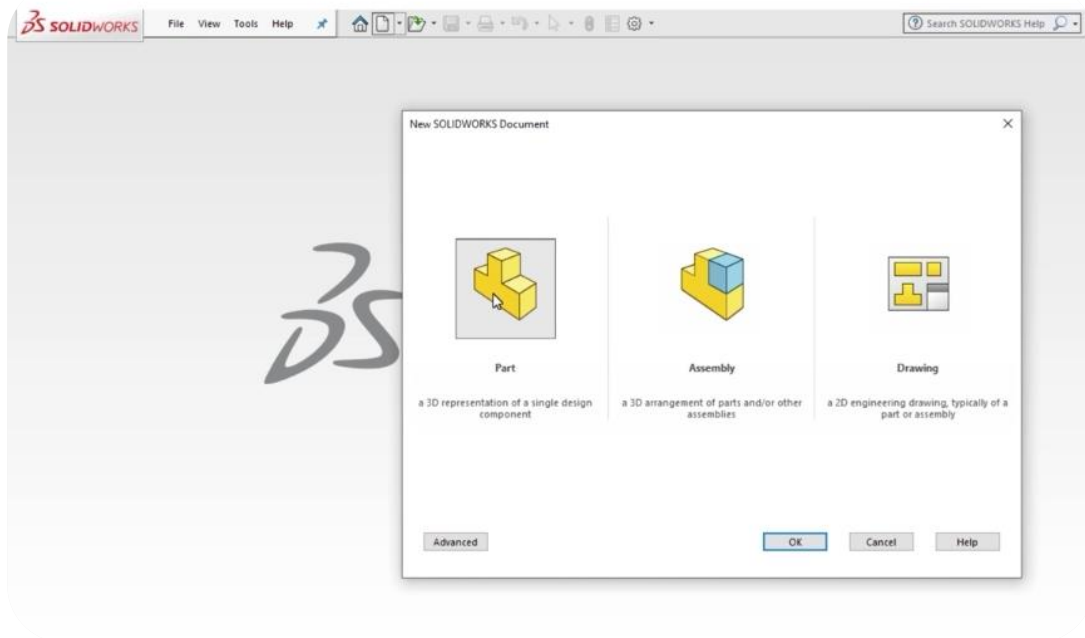 DS SOLIDWORKS File View Tools Help Search SOLIDWORKS Help
New SOLIDWORKS Document
Part Assembly Drawing
a 3D representation of a single design component
a 3D arrangement of parts and/or other assemblies
a 2D engineering drawing, typically of a part or assembly
Advanced OK Cancel Help